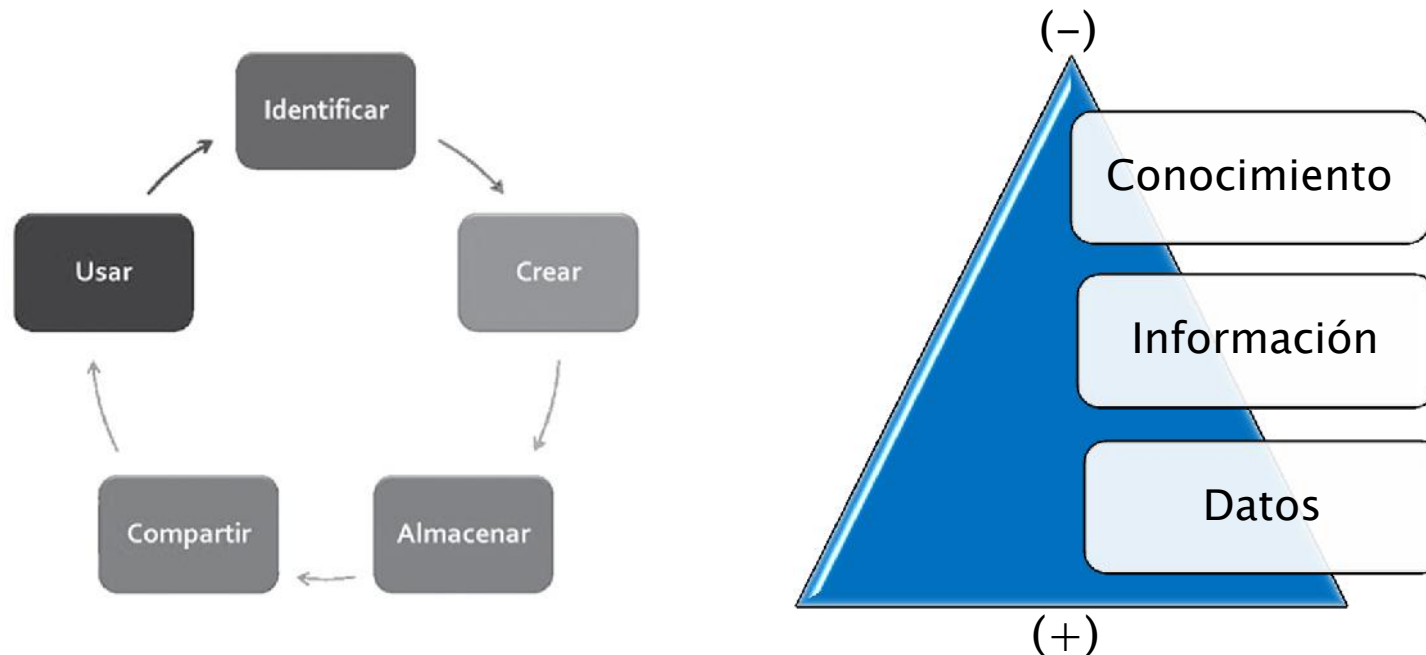 Identificar
Crear
Almacenar
Compartir
Usar
(–)
Conocimiento
Información
Datos
(+)